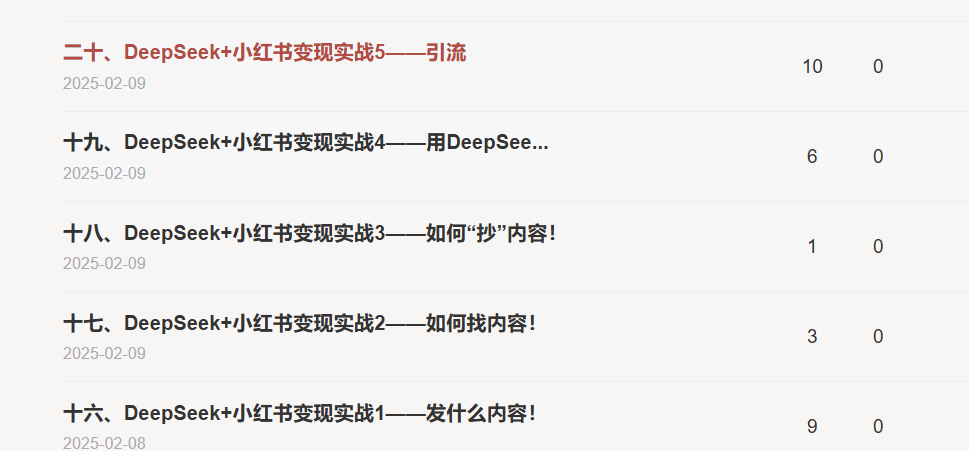 二十、DeepSeek+小红书变现实战5——引流
10 0
2025-02-09
十九、DeepSeek+小红书变现实战4——用DeepSee...
6 0
2025-02-09
十八、DeepSeek+小红书变现实战3——如何“抄”内容！
1 0
2025-02-09
十七、DeepSeek+小红书变现实战2——如何找内容！
3 0
2025-02-09
十六、DeepSeek+小红书变现实战1——发什么内容！
9 0
2025-02-08